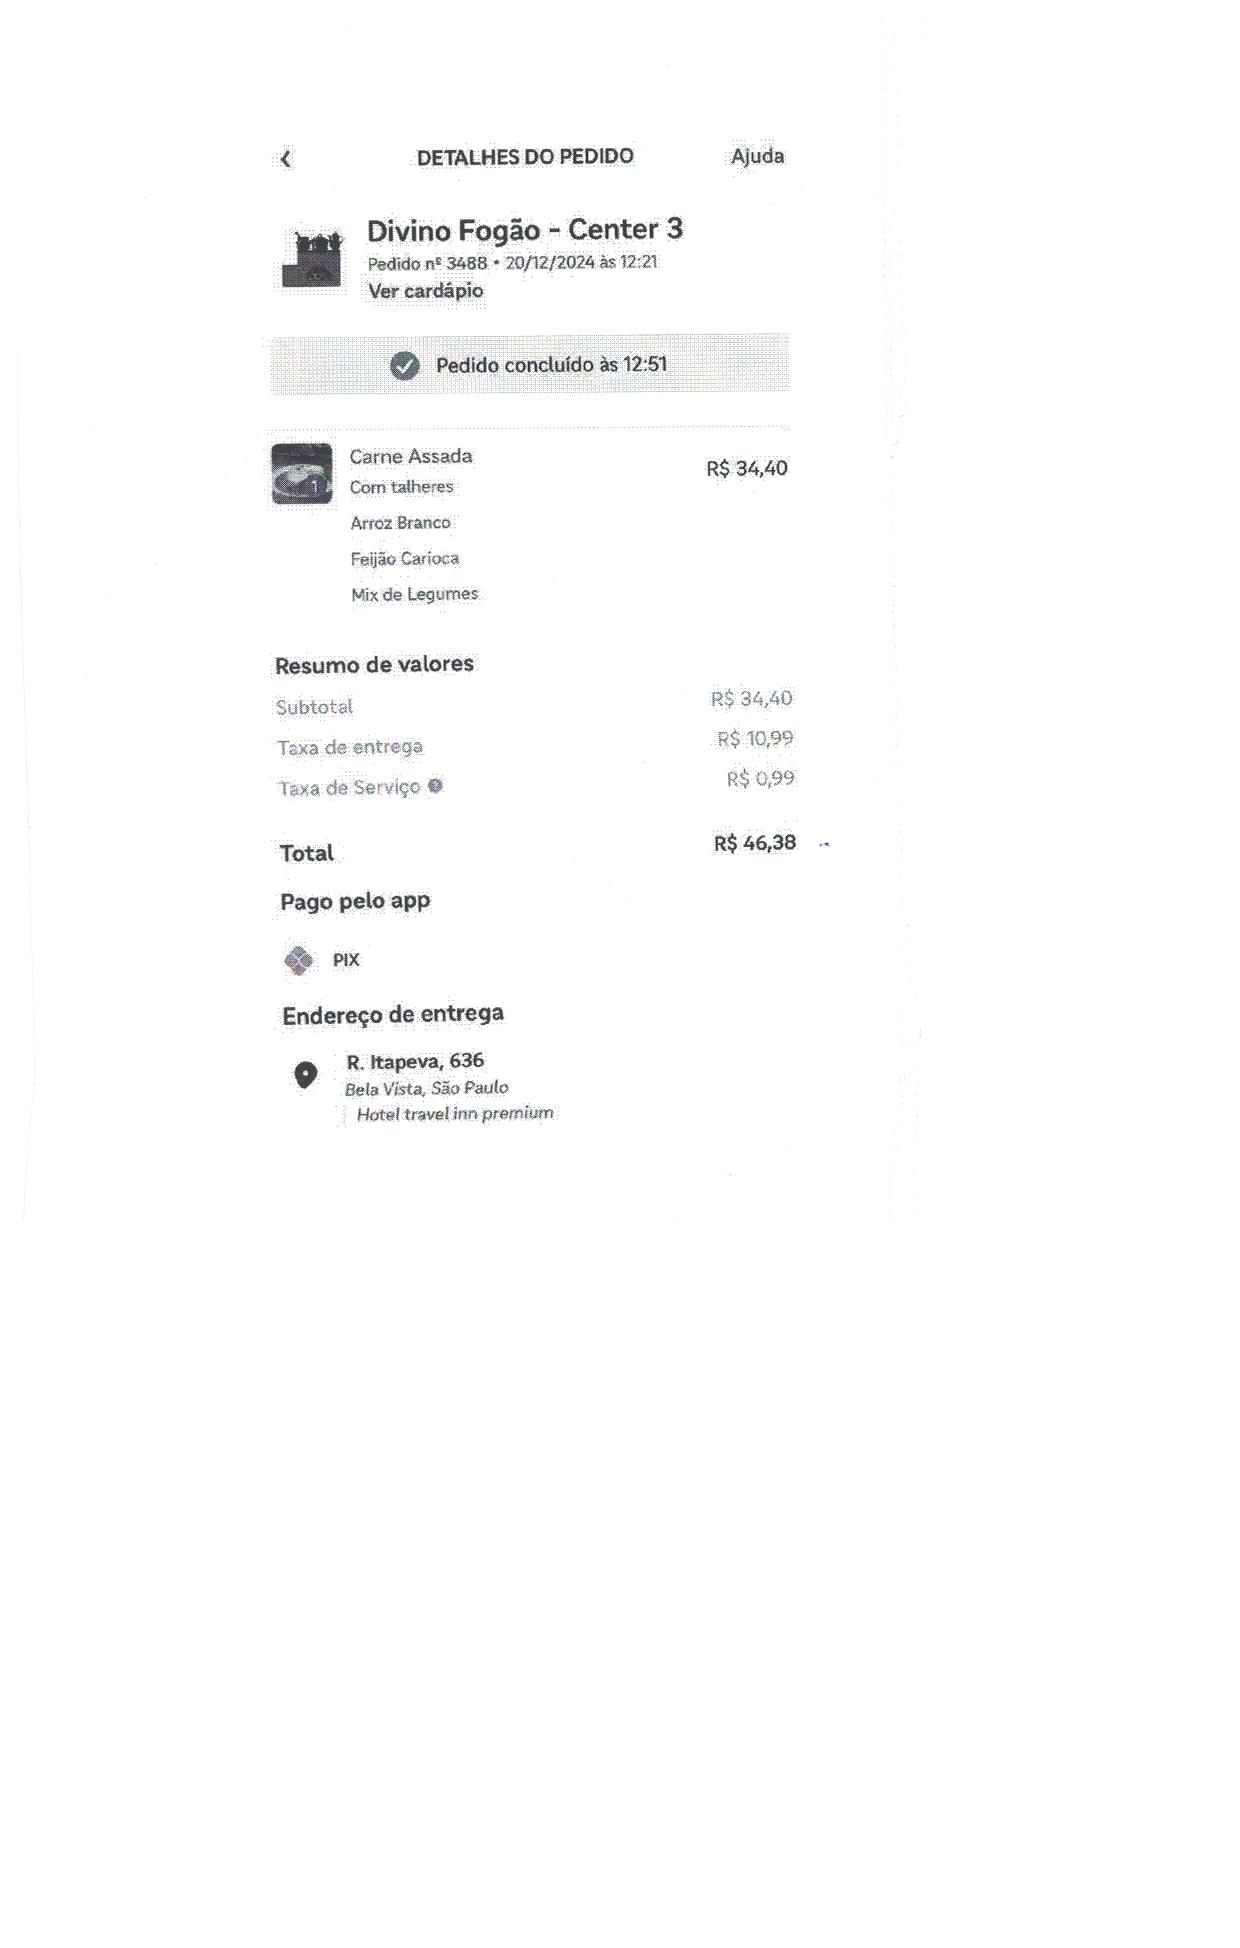 DETALHES DO PEDIDO
Ajuda
Divino Fogão - Center 3
Pedido nº 3488 • 20/12/2024 às 12:21
Ver cardápio
Pedido concluído às 12:51
1
Carne Assada
R$ 34,40
Com talheres
Arroz Branco
Feijão Carioca
Mix de Legumes
Resumo de valores
Subtotal R$ 34,40
Taxa de entrega R$ 10,99
Taxa de Serviço R$ 0,99
Total R$ 46,38
Pago pelo app
PIX
Endereço de entrega
R. Itapeva, 636
Bela Vista, São Paulo
Hotel travel inn premium